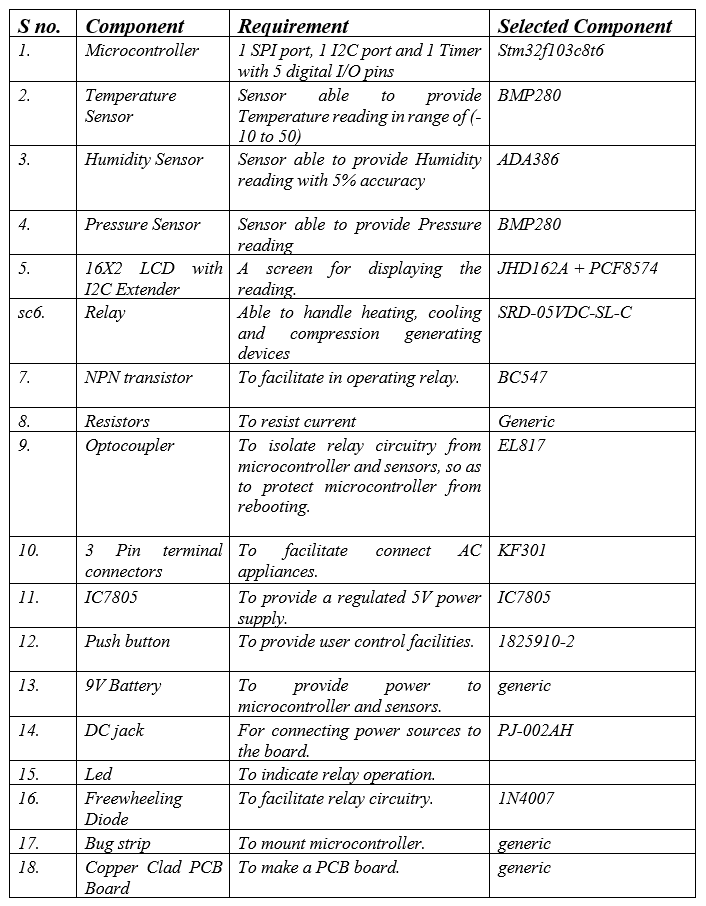 S no. Component Requirement Selected Component
1. Microcontroller 1 SPI port, 1 I2C port and 1 Timer Stm32f103c8t6
with 5 digital I/O pins
2. Temperature Sensor able to provide BMP280
Sensor Temperature reading in range of (-
10 to 50)
3. Humidity Sensor Sensor able to provide Humidity ADA386
reading with 5% accuracy
4. Pressure Sensor Sensor able to provide Pressure BMP280
reading
5. 16X2 LCD with A screen for displaying the JHD162A + PCF8574
I2C Extender reading.
sc6. Relay Able to handle heating, cooling SRD-05VDC-SL-C
and compression generating
devices
7. NPN transistor To facilitate in operating relay. BC547
8. Resistors To resist current Generic
9. Optocoupler To isolate relay circuitry from EL817
microcontroller and sensors, so as
to protect microcontroller from
rebooting.
10. 3 Pin terminal To facilitate connect AC KF301
connectors appliances.
11. IC7805 To provide a regulated 5V power IC7805
supply.
12. Push button To provide user control facilities. 1825910-2
13. 9V Battery To provide power to generic
microcontroller and sensors.
14. DC jack For connecting power sources to PJ-002AH
the board.
15. Led To indicate relay operation.
16. Freewheeling To facilitate relay circuitry. 1N4007
Diode
17. Bug strip To mount microcontroller. generic
18. Copper Clad PCB To make a PCB board. generic
Board